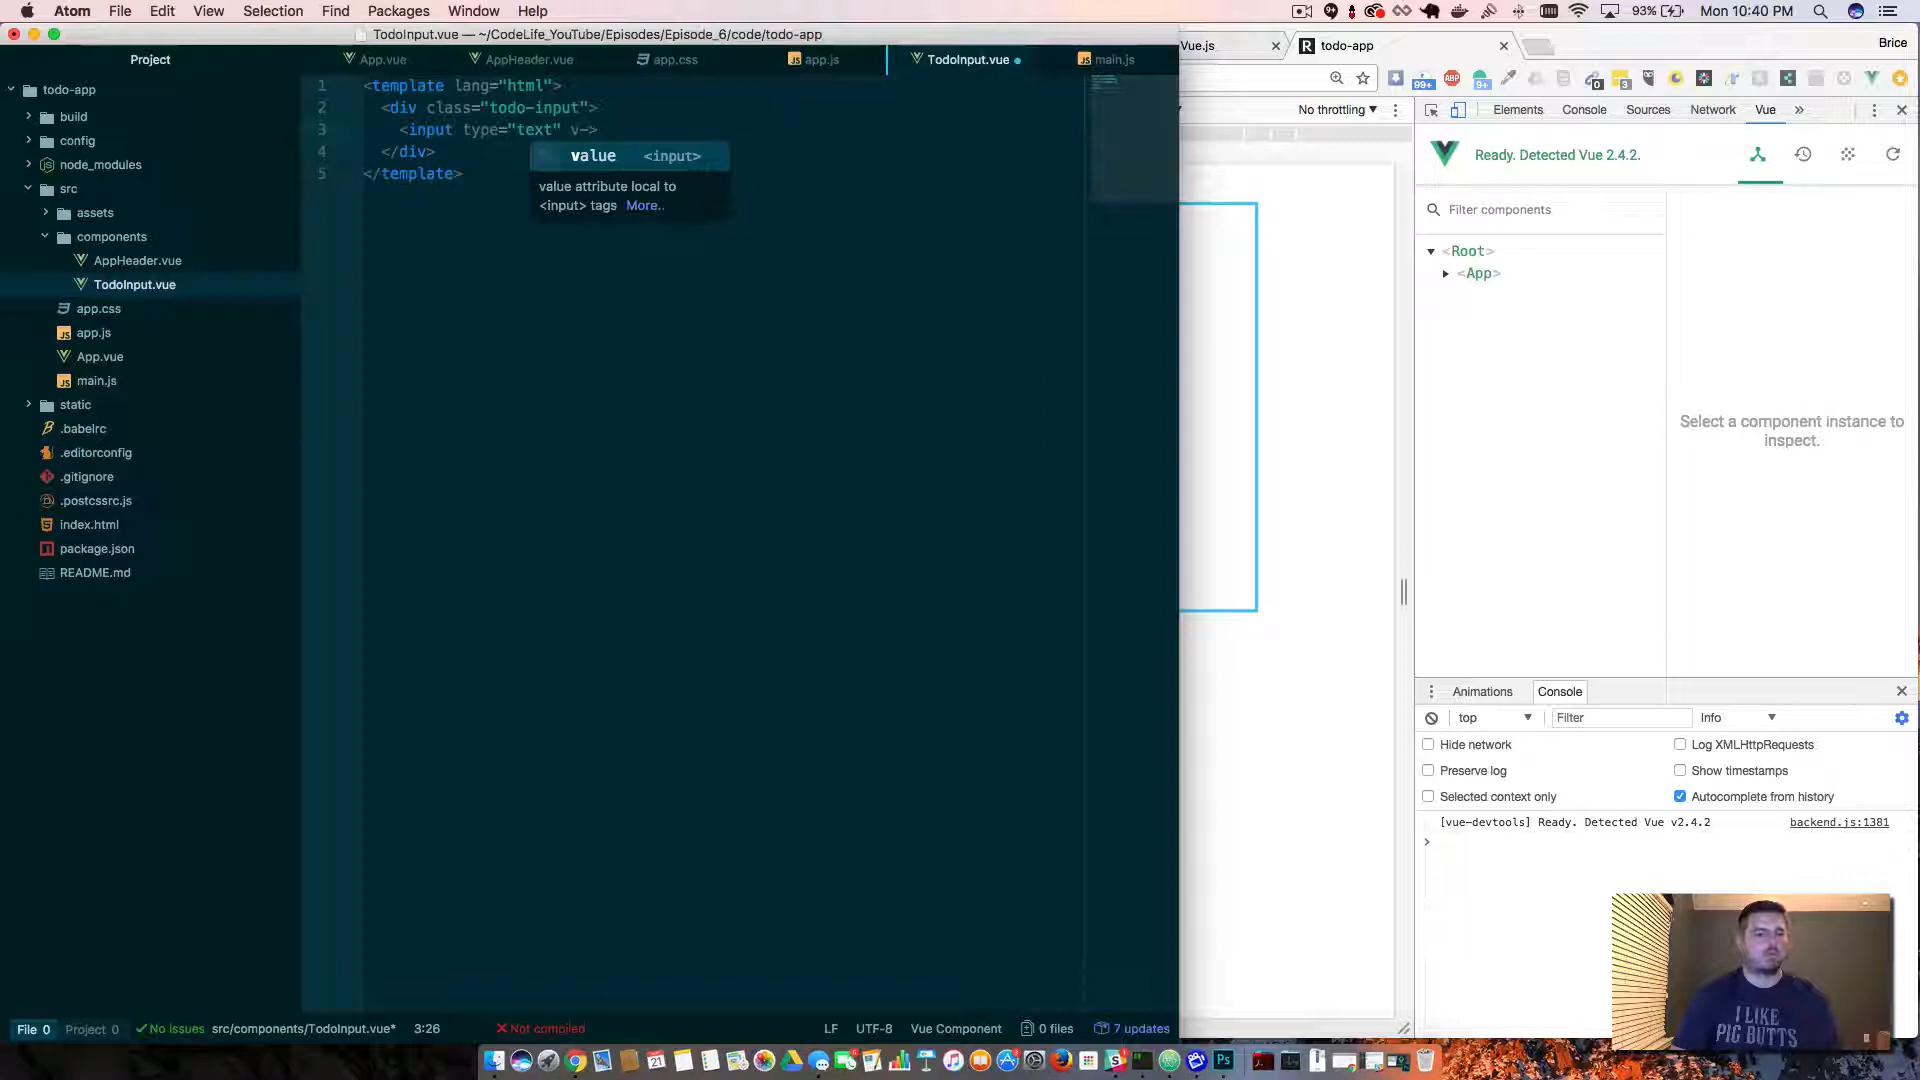 Atom File Edit View Selection Find Packages Window Help
93% Mon 10:40 PM
TodoInput.vue — ~/CodeLife_YouTube/Episodes/Episode_6/code/todo-app
Project
App.vue AppHeader.vue app.css app.js TodoInput.vue main.js
todo-app
build
config
node_modules
src
assets
components
AppHeader.vue
TodoInput.vue
app.css
app.js
App.vue
main.js
static
.babelrc
.editorconfig
.gitignore
.postcssrc.js
index.html
package.json
README.md
1 <template lang="html">
2 <div class="todo-input">
3 <input type="text" v->
4 </div>
5 </template>
value <input>
value attribute local to
<input> tags More..
File 0 Project 0 No issues src/components/TodoInput.vue* 3:26 Not compiled LF UTF-8 Vue Component 0 files 7 updates
Vue.js todo-app Brice
99+ ABP 9+
No throttling Elements Console Sources Network Vue »
Ready. Detected Vue 2.4.2.
Filter components
<Root>
<App>
Select a component instance to
inspect.
Animations Console
top Filter Info
Hide network Log XMLHttpRequests
Preserve log Show timestamps
Selected context only Autocomplete from history
[vue-devtools] Ready. Detected Vue v2.4.2 backend.js:1381
I LIKE
PIG BUTTS